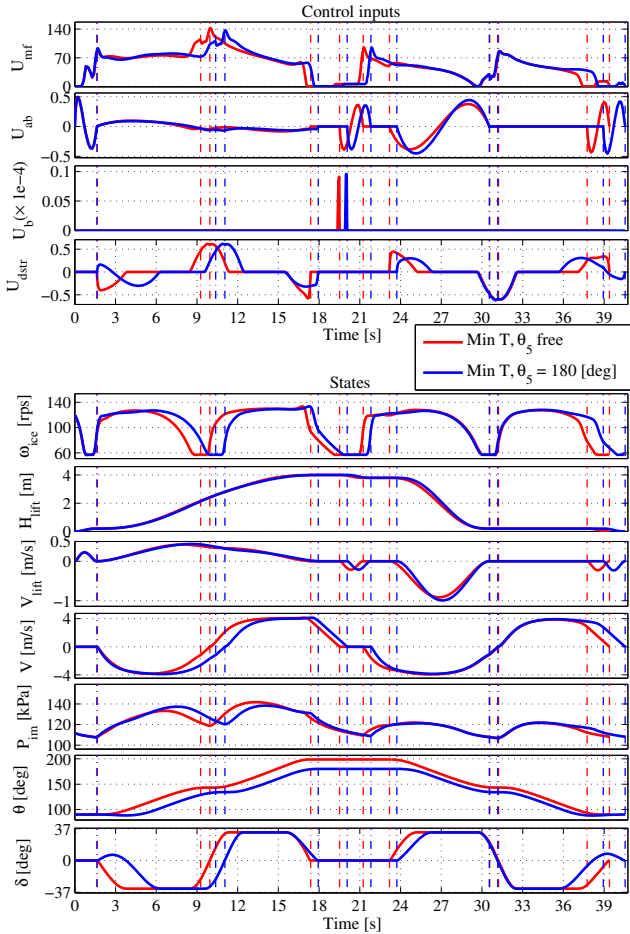 Control inputs
U_mf
140
70
0
U_ab
0.5
0
−0.5
U_b(× 1e−4)
0.1
0.05
0
U_dstr
0.5
0
−0.5
0 3 6 9 12 15 18 21 24 27 30 33 36 39
Time [s]
Min T, θ_5 free
Min T, θ_5 = 180 [deg]
States
ω_ice [rps]
140
100
60
H_lift [m]
4
2
0
V_lift [m/s]
0.5
0
−1
V [m/s]
4
0
−4
P_im [kPa]
140
120
100
θ [deg]
200
150
100
δ [deg]
37
0
−37
0 3 6 9 12 15 18 21 24 27 30 33 36 39
Time [s]